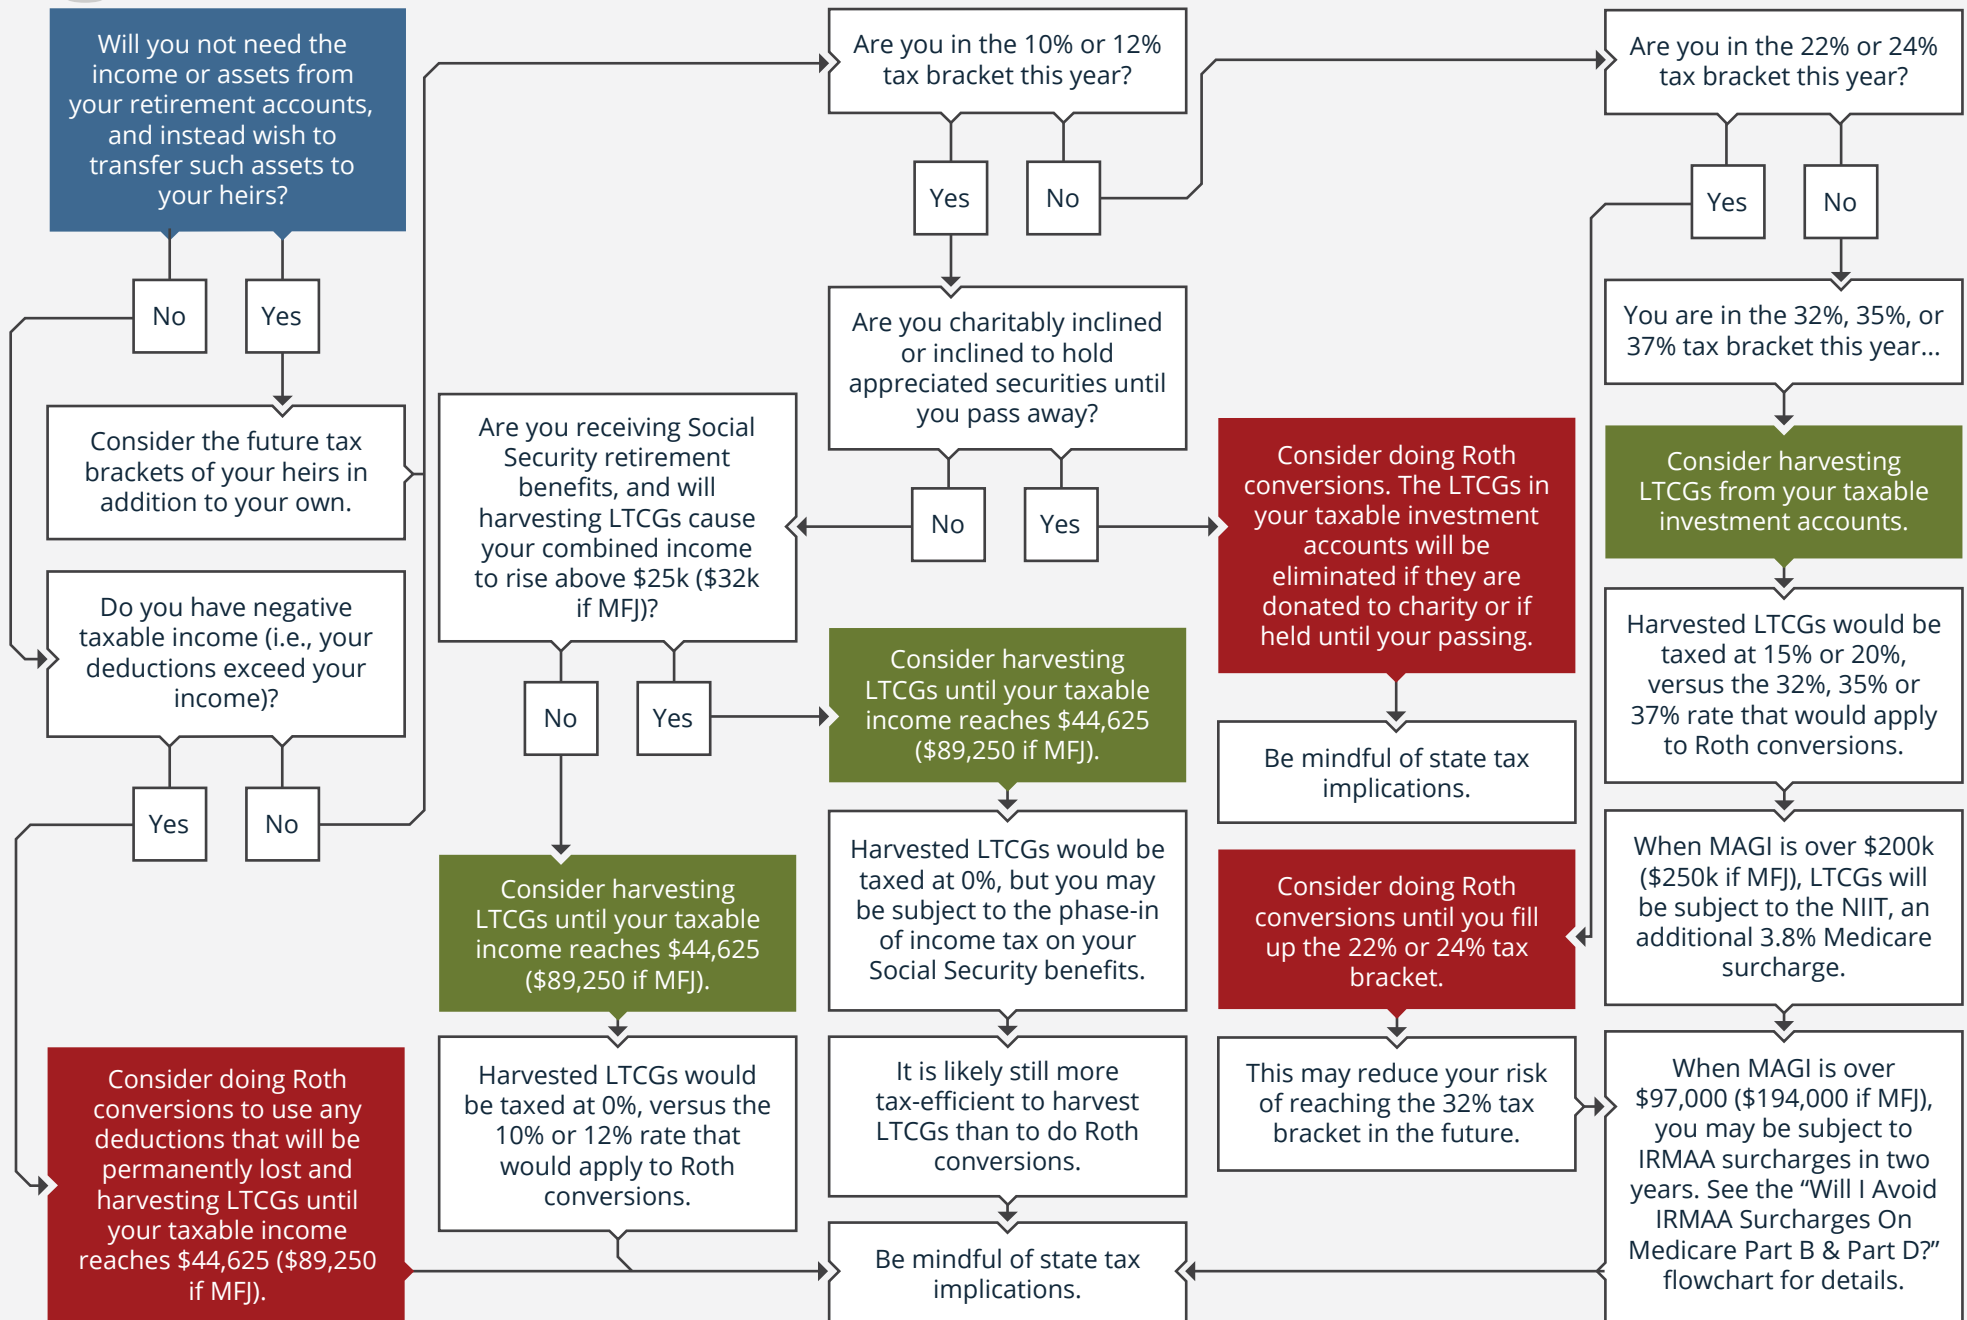 Will you not need the
income or assets from
your retirement accounts,
and instead wish to
transfer such assets to
your heirs?
No
Yes
Consider the future tax
brackets of your heirs in
addition to your own.
Do you have negative
taxable income (i.e., your
deductions exceed your
income)?
Yes
No
Consider doing Roth
conversions to use any
deductions that will be
permanently lost and
harvesting LTCGs until
your taxable income
reaches $44,625 ($89,250
if MFJ).
Are you in the 10% or 12%
tax bracket this year?
Yes
No
Are you charitably inclined
or inclined to hold
appreciated securities until
you pass away?
No
Yes
Are you receiving Social
Security retirement
benefits, and will
harvesting LTCGs cause
your combined income
to rise above $25k ($32k
if MFJ)?
No
Yes
Consider harvesting
LTCGs until your taxable
income reaches $44,625
($89,250 if MFJ).
Harvested LTCGs would
be taxed at 0%, versus the
10% or 12% rate that
would apply to Roth
conversions.
Consider harvesting
LTCGs until your taxable
income reaches $44,625
($89,250 if MFJ).
Harvested LTCGs would be
taxed at 0%, but you may
be subject to the phase-in
of income tax on your
Social Security benefits.
It is likely still more
tax-efficient to harvest
LTCGs than to do Roth
conversions.
Be mindful of state tax
implications.
Consider doing Roth
conversions. The LTCGs in
your taxable investment
accounts will be
eliminated if they are
donated to charity or if
held until your passing.
Be mindful of state tax
implications.
Are you in the 22% or 24%
tax bracket this year?
Yes
No
Consider doing Roth
conversions until you fill
up the 22% or 24% tax
bracket.
This may reduce your risk
of reaching the 32% tax
bracket in the future.
You are in the 32%, 35%, or
37% tax bracket this year...
Consider harvesting
LTCGs from your taxable
investment accounts.
Harvested LTCGs would be
taxed at 15% or 20%,
versus the 32%, 35% or
37% rate that would apply
to Roth conversions.
When MAGI is over $200k
($250k if MFJ), LTCGs will
be subject to the NIIT, an
additional 3.8% Medicare
surcharge.
When MAGI is over
$97,000 ($194,000 if MFJ),
you may be subject to
IRMAA surcharges in two
years. See the “Will I Avoid
IRMAA Surcharges On
Medicare Part B & Part D?”
flowchart for details.